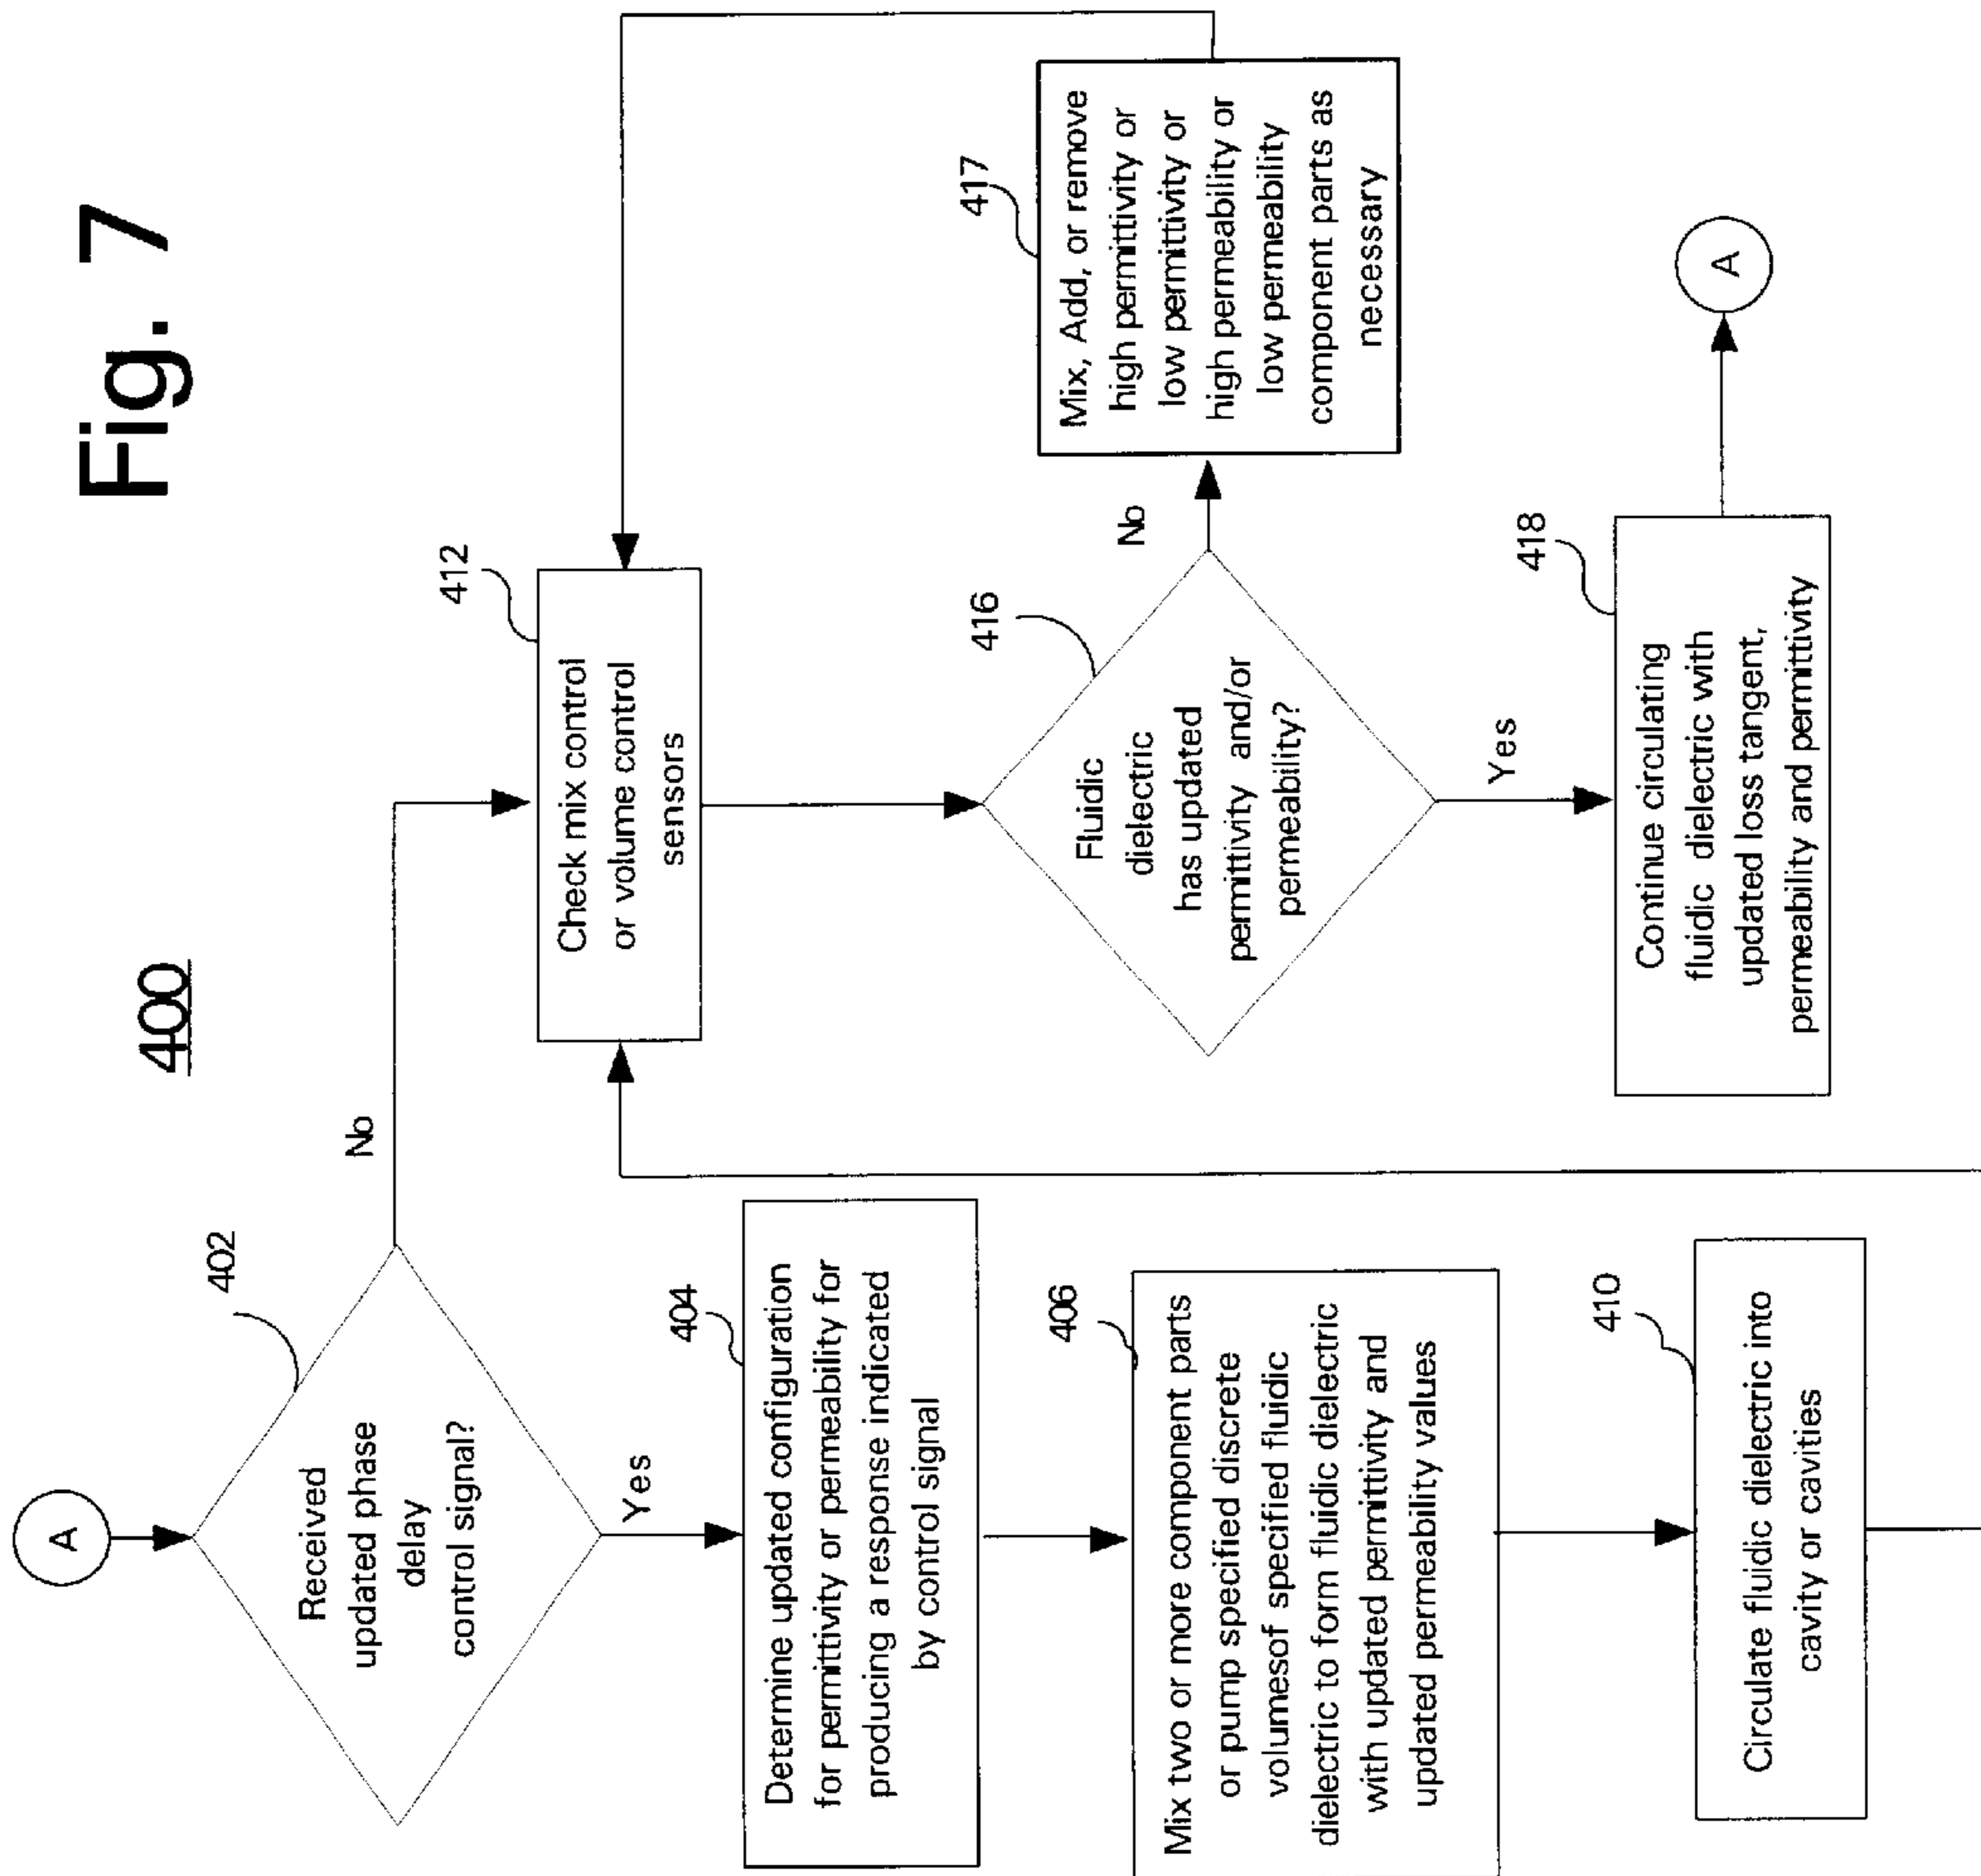 Fig. 7
400
A
402
Received
updated phase
delay
control signal?
No
Yes
404
Determine updated configuration
for permittivity or permeability for
producing a response indicated
by control signal
406
Mix two or more component parts
or pump specified discrete
volumesof specified fluidic
dielectric to form fluidic dielectric
with updated permittivity and
updated permeability values
410
Circulate fluidic dielectric into
cavity or cavities
412
Check mix control
or volume control
sensors
416
Fluidic
dielectric
has updated
permittivity and/or
permeability?
No
Yes
417
Mix, Add, or remove
high permittivity or
low permittivity or
high permeability or
low permeability
component parts as
necessary
418
Continue circulating
fluidic dielectric with
updated loss tangent,
permeability and permittivity
A